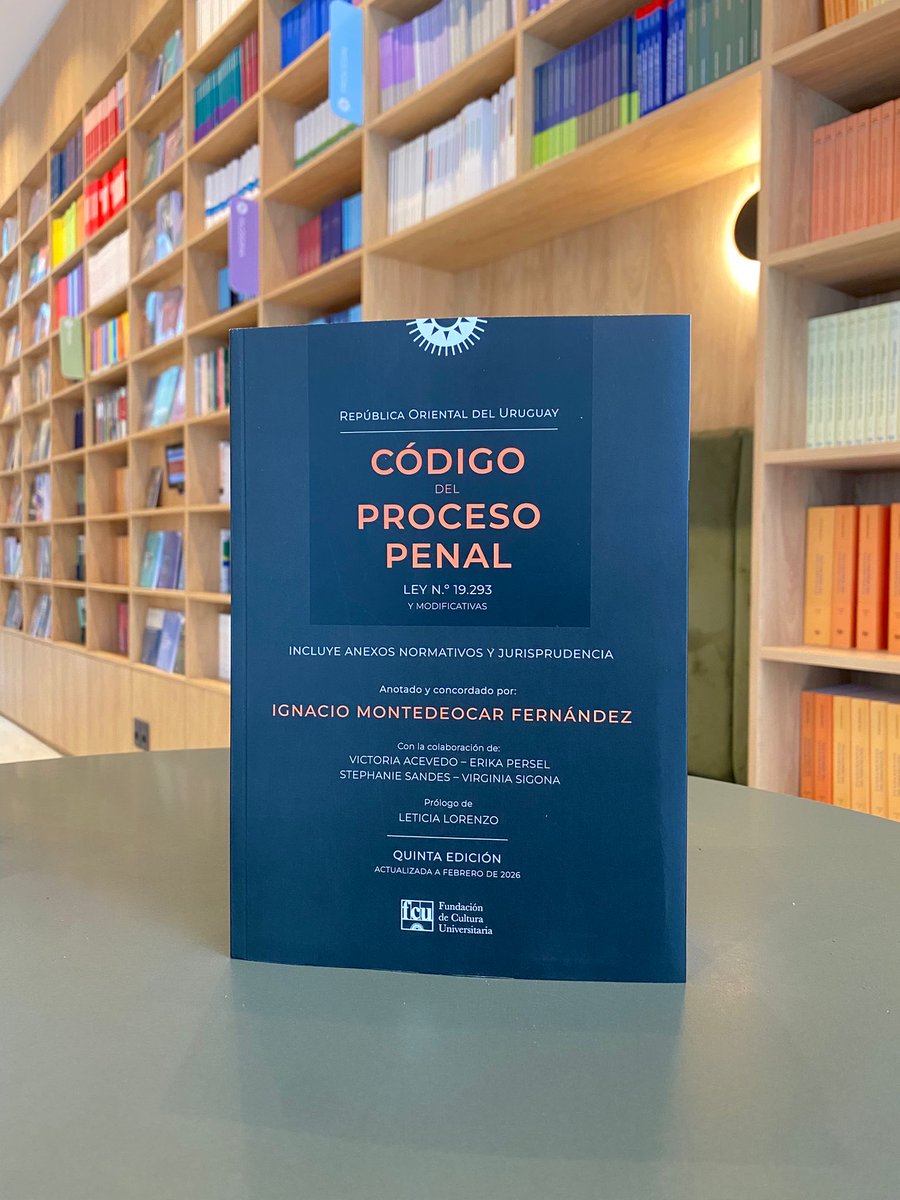 REPÚBLICA ORIENTAL DEL URUGUAY
CÓDIGO
DEL
PROCESO
PENAL
LEY N.º 19.293
Y MODIFICATIVAS
INCLUYE ANEXOS NORMATIVOS Y JURISPRUDENCIA
Anotado y concordado por:
IGNACIO MONTEDEOCAR FERNÁNDEZ
Con la colaboración de:
VICTORIA ACEVEDO – ERIKA PERSEL
STEPHANIE SANDES – VIRGINIA SIGONA
Prólogo de
LETICIA LORENZO
QUINTA EDICIÓN
ACTUALIZADA A FEBRERO DE 2026
fcu Fundación
de Cultura
Universitaria